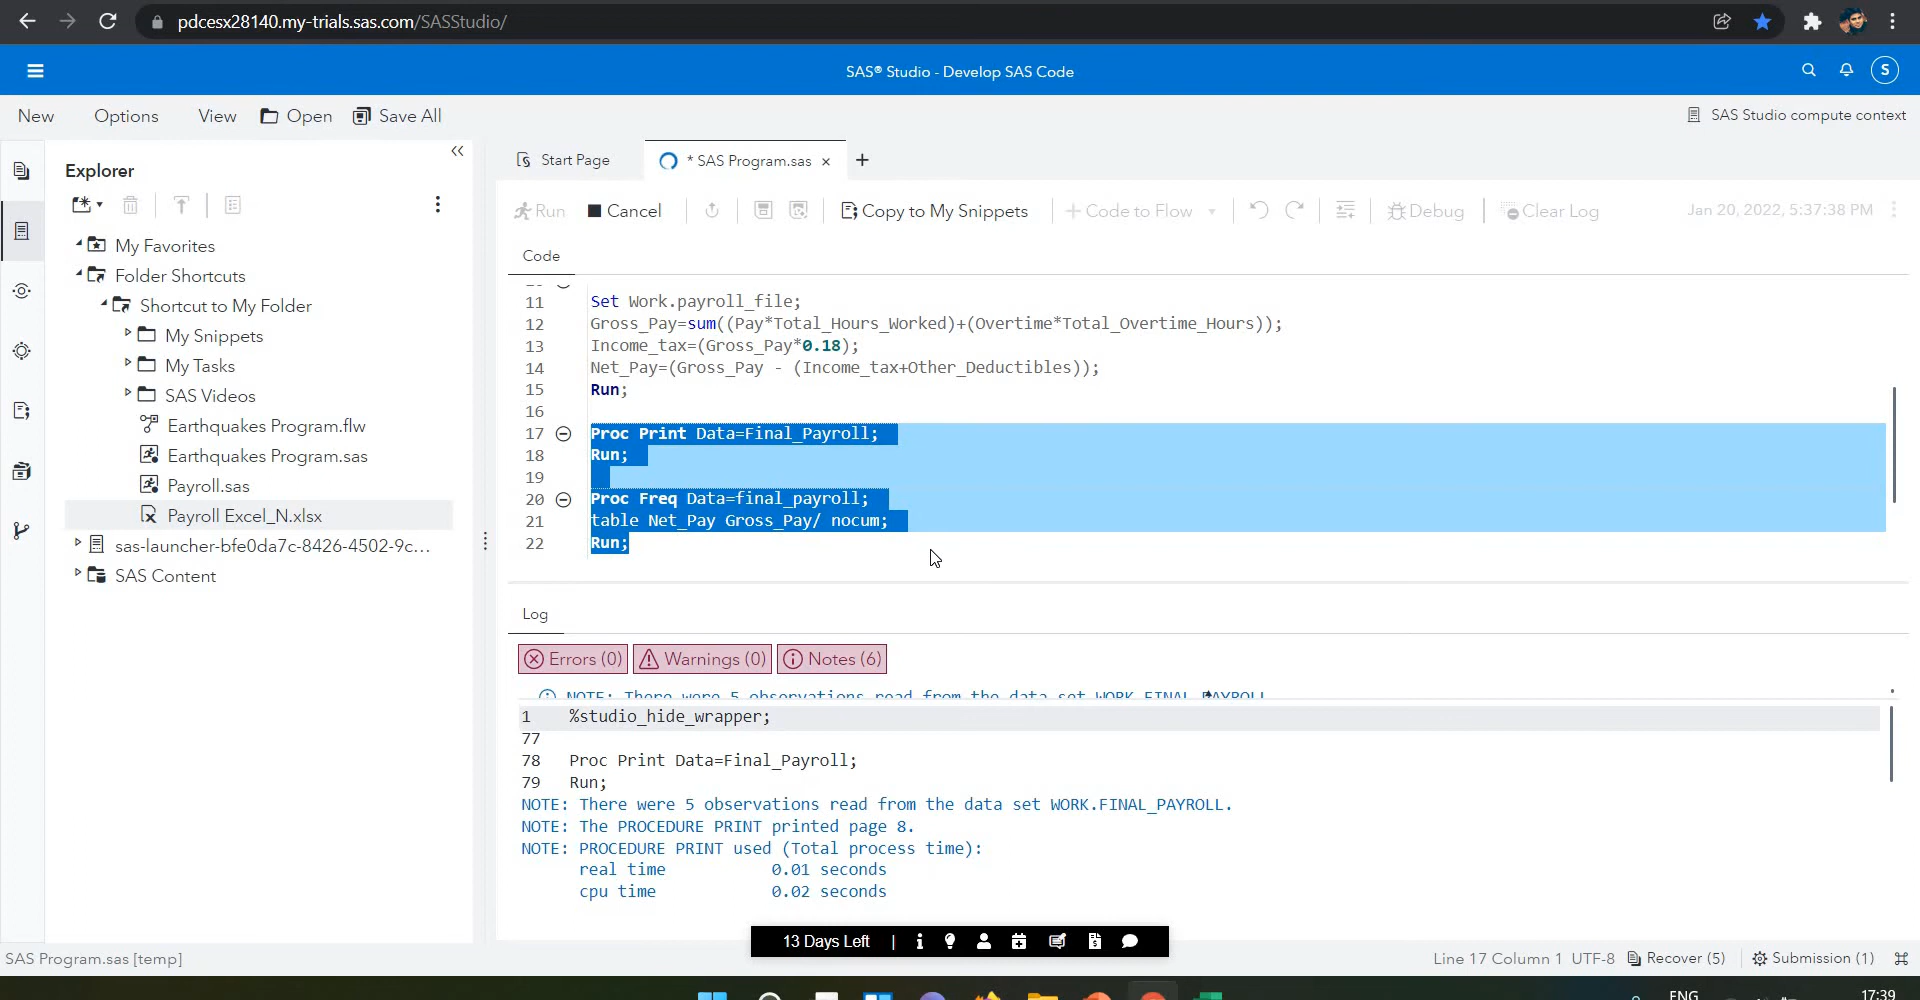 pdcesx28140.my-trials.sas.com/SASStudio/
SAS® Studio - Develop SAS Code
S
New Options View Open Save All
SAS Studio compute context
Explorer
My Favorites
Folder Shortcuts
Shortcut to My Folder
My Snippets
My Tasks
SAS Videos
Earthquakes Program.flw
Earthquakes Program.sas
Payroll.sas
Payroll Excel_N.xlsx
sas-launcher-bfe0da7c-8426-4502-9c...
SAS Content
Start Page
* SAS Program.sas
Run Cancel Copy to My Snippets Code to Flow Debug Clear Log Jan 20, 2022, 5:37:38 PM
Code
11 Set Work.payroll_file;
12 Gross_Pay=sum((Pay*Total_Hours_Worked)+(Overtime*Total_Overtime_Hours));
13 Income_tax=(Gross_Pay*0.18);
14 Net_Pay=(Gross_Pay - (Income_tax+Other_Deductibles));
15 Run;
16
17 Proc Print Data=Final_Payroll;
18 Run;
19
20 Proc Freq Data=final_payroll;
21 table Net_Pay Gross_Pay/ nocum;
22 Run;
Log
Errors (0) Warnings (0) Notes (6)
NOTE: There were 5 observations read from the data set WORK.FINAL_PAYROLL
1 %studio_hide_wrapper;
77
78 Proc Print Data=Final_Payroll;
79 Run;
NOTE: There were 5 observations read from the data set WORK.FINAL_PAYROLL.
NOTE: The PROCEDURE PRINT printed page 8.
NOTE: PROCEDURE PRINT used (Total process time):
real time 0.01 seconds
cpu time 0.02 seconds
13 Days Left |
SAS Program.sas [temp]
Line 17 Column 1 UTF-8 Recover (5) Submission (1)
ENG
17:39